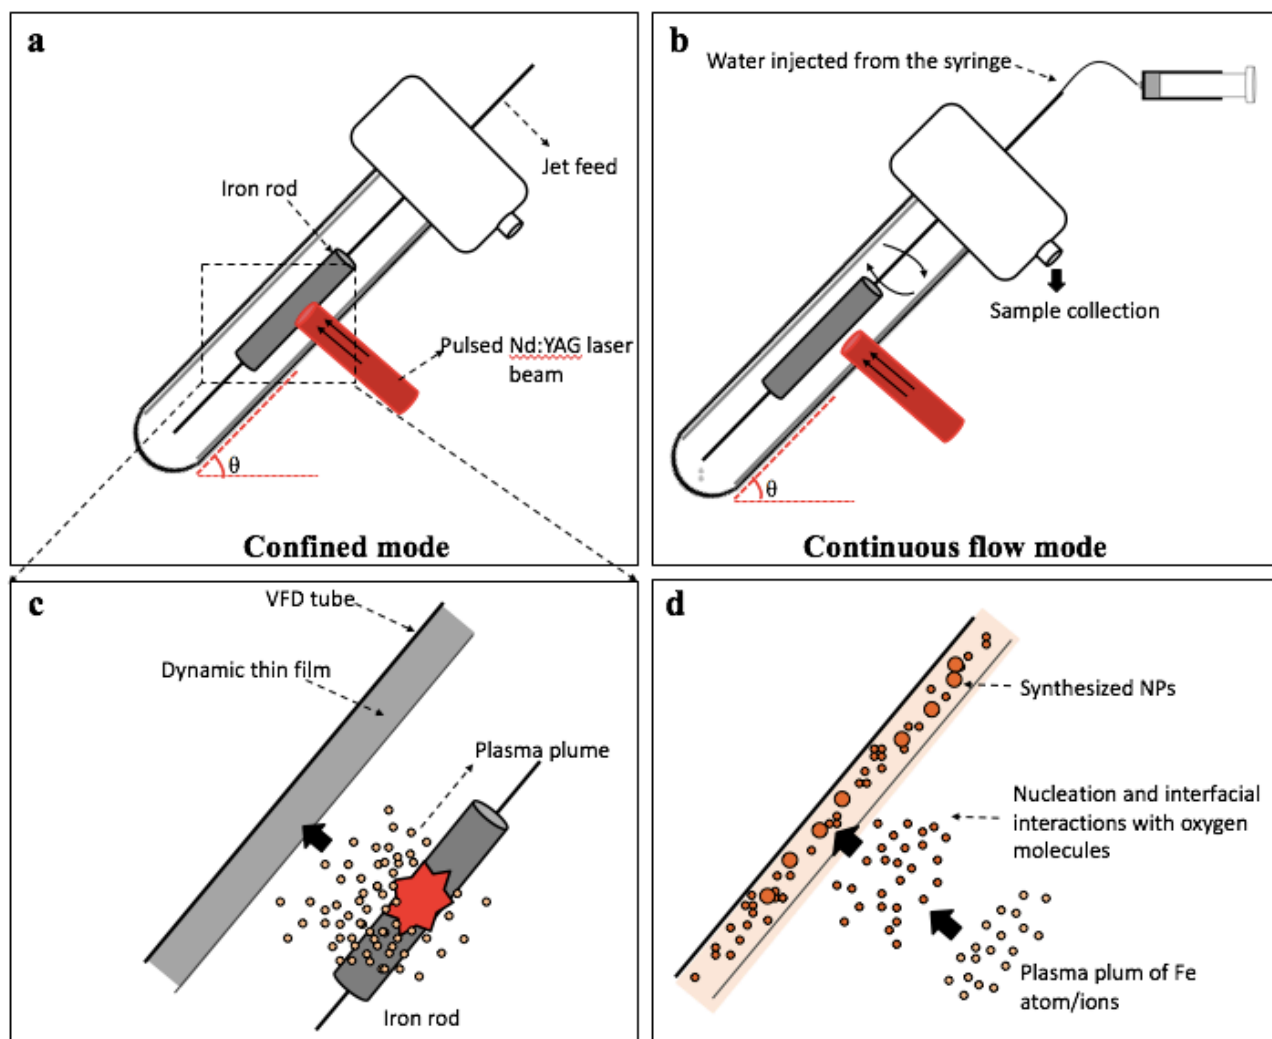 a
Jet feed
Iron rod
Pulsed Nd:YAG laser
beam
θ
Confined mode
b
Water injected from the syringe
Sample collection
θ
Continuous flow mode
c
VFD tube
Dynamic thin film
Plasma plume
Iron rod
d
Synthesized NPs
Nucleation and interfacial
interactions with oxygen
molecules
Plasma plum of Fe
atom/ions